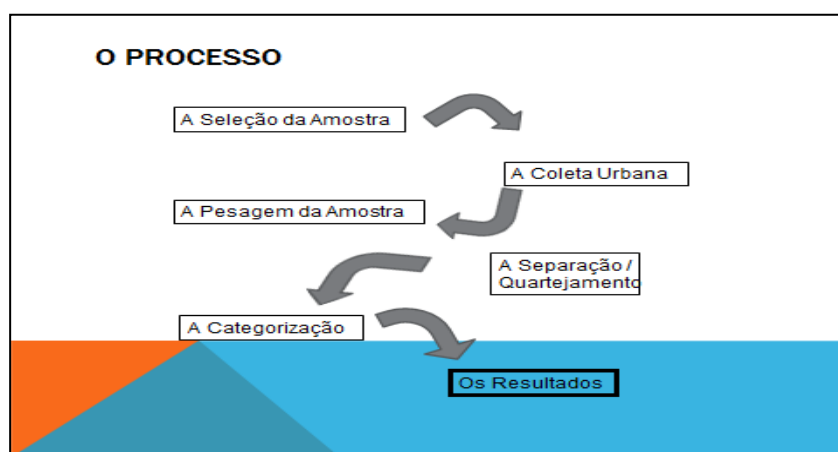 O PROCESSO
A Seleção da Amostra
A Coleta Urbana
A Pesagem da Amostra
A Separação /
Quartejamento
A Categorização
Os Resultados